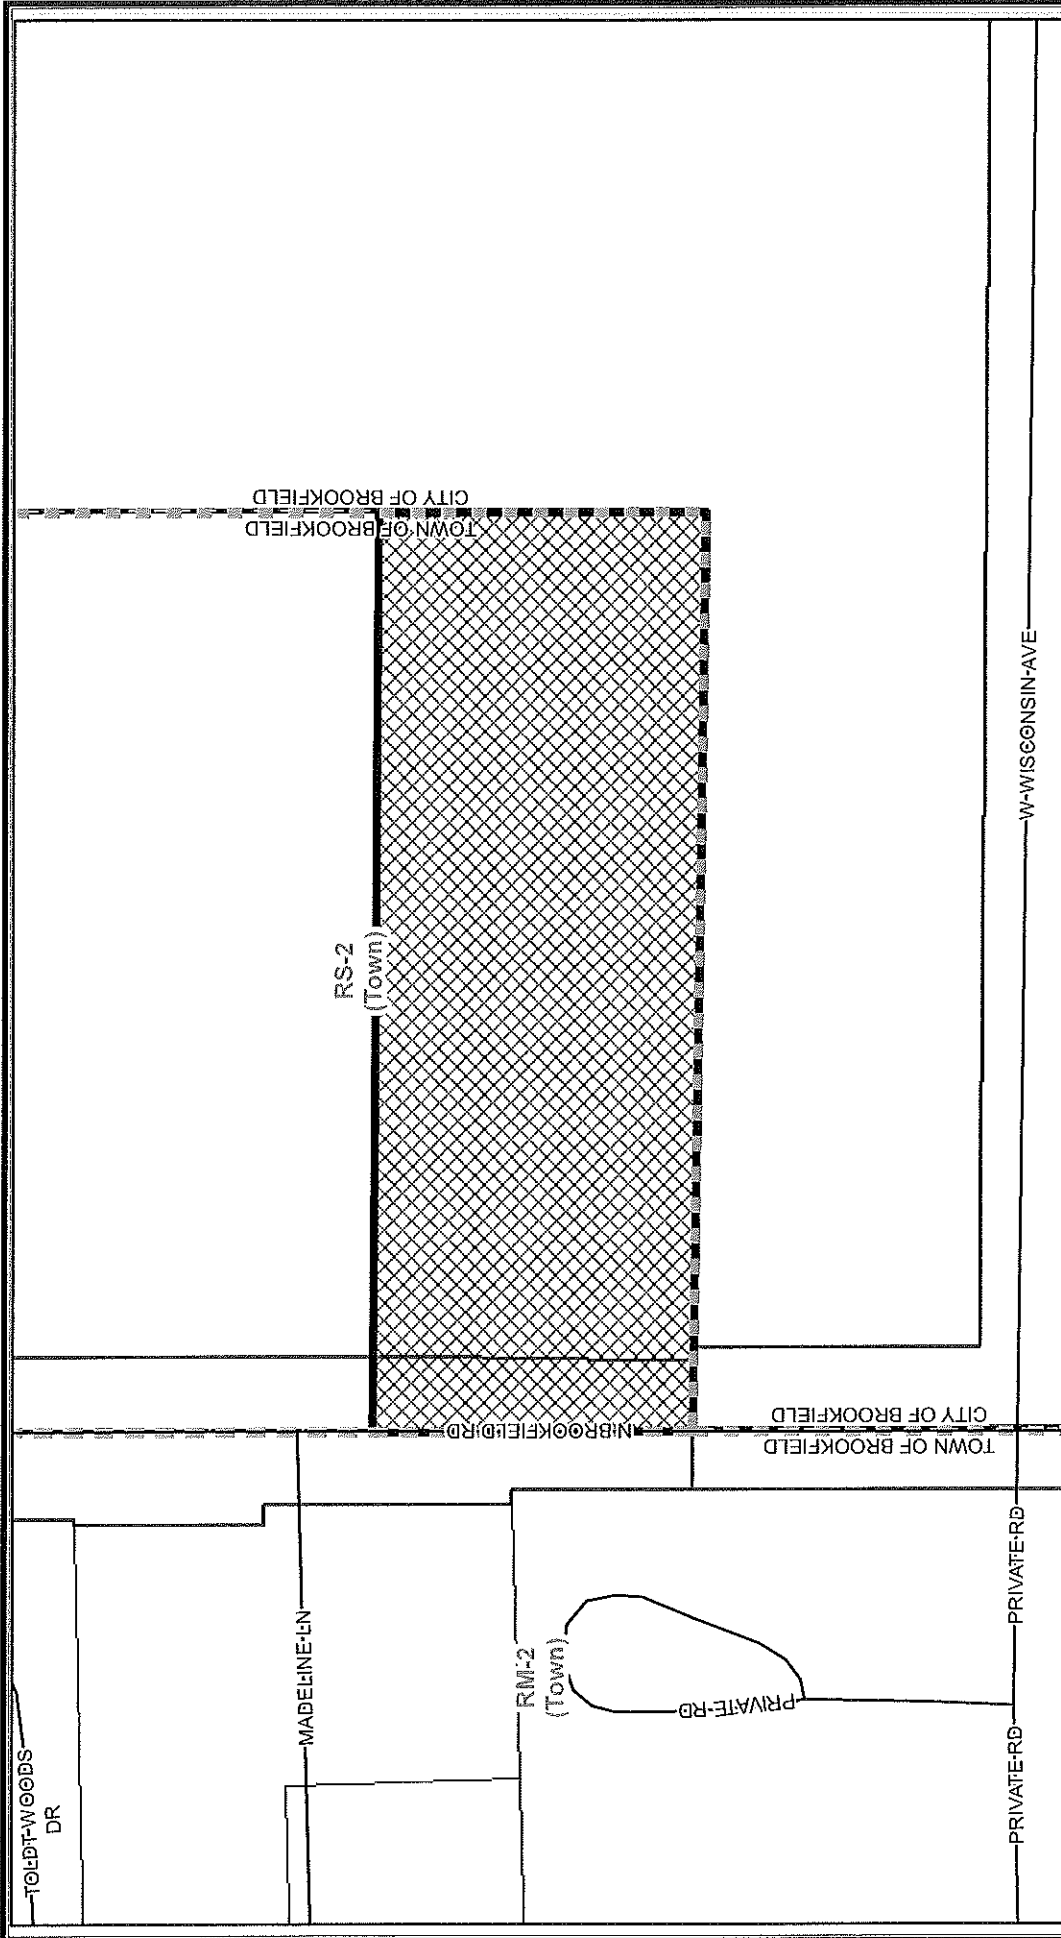 TOLDT-WOODS
DR
MADELINE-LN
RM-2
(Town)
PRIVATE-RD
PRIVATE-RD
PRIVATE-RD
N-BROOKFIELD-RD
TOWN OF BROOKFIELD
CITY OF BROOKFIELD
RS-2
(Town)
W-WISCONSIN-AVE
TOWN OF BROOKFIELD
CITY OF BROOKFIELD